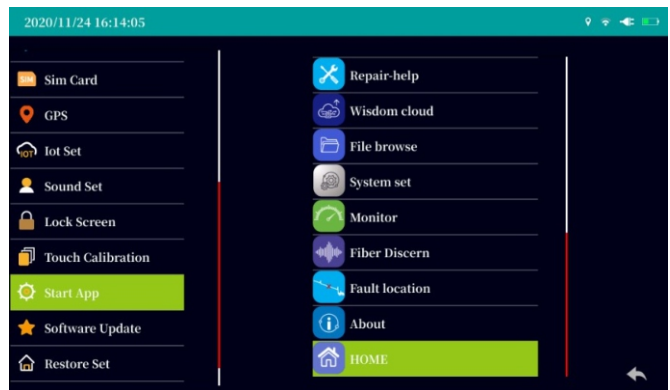 2020/11/24 16:14:05
SIM
Sim Card
GPS
IOT
Iot Set
Sound Set
Lock Screen
Touch Calibration
Start App
Software Update
Restore Set
Repair-help
Wisdom cloud
File browse
System set
Monitor
Fiber Discern
Fault location
About
HOME